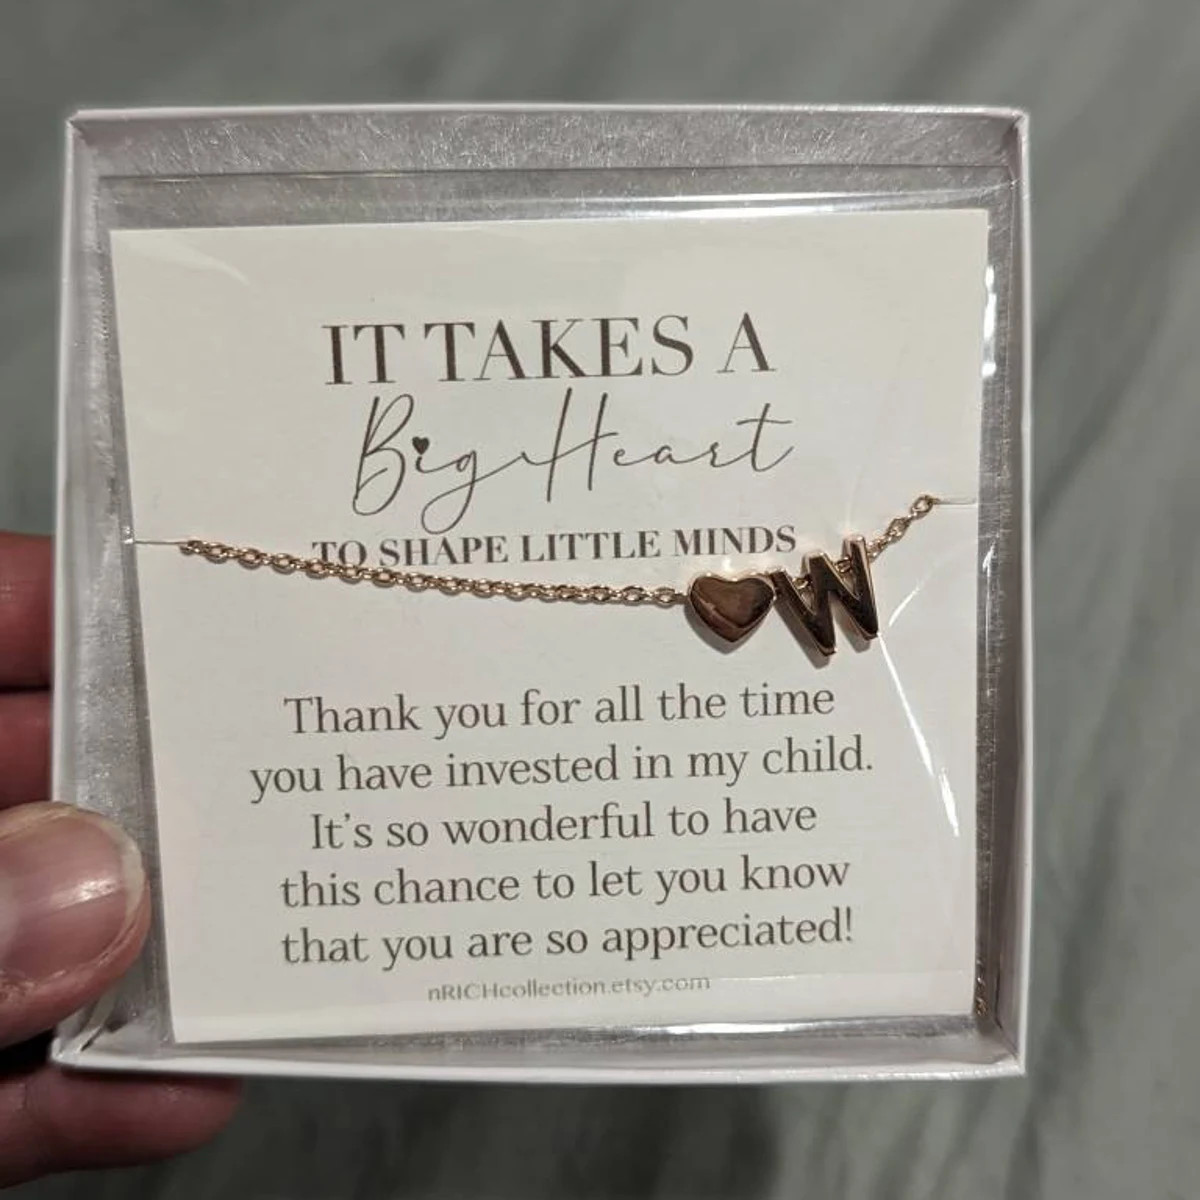 IT TAKES A
Big Heart
TO SHAPE LITTLE MINDS
W
Thank you for all the time
you have invested in my child.
It's so wonderful to have
this chance to let you know
that you are so appreciated!
nRICHcollection.etsy.com